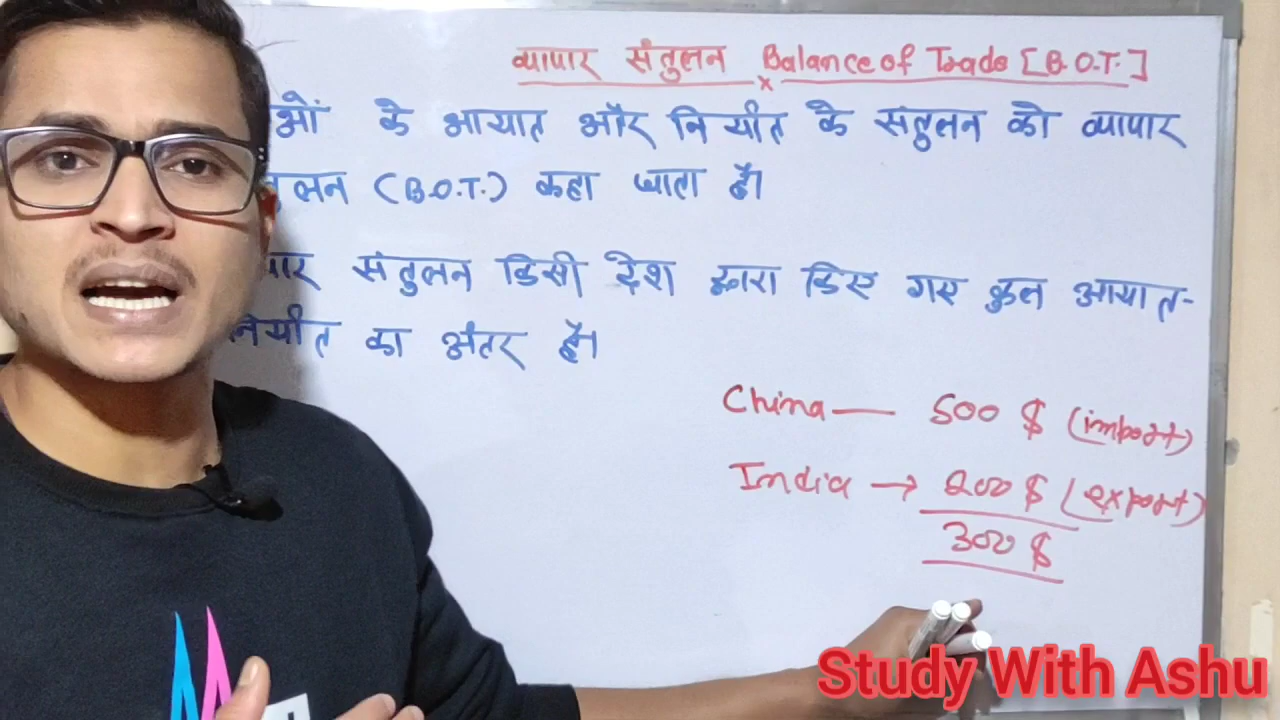 व्यापार संतुलन Balance of Trade [B.O.T.]
ओं के आयात और निर्यात के संतुलन को व्यापार
तुलन (B.O.T.) कहा जाता है।
पार संतुलन किसी देश द्वारा किए गए कुल आयात-
निर्यात का अंतर है।
China — 500 $ (import)
India → 200 $ (export)
300 $
Study With Ashu